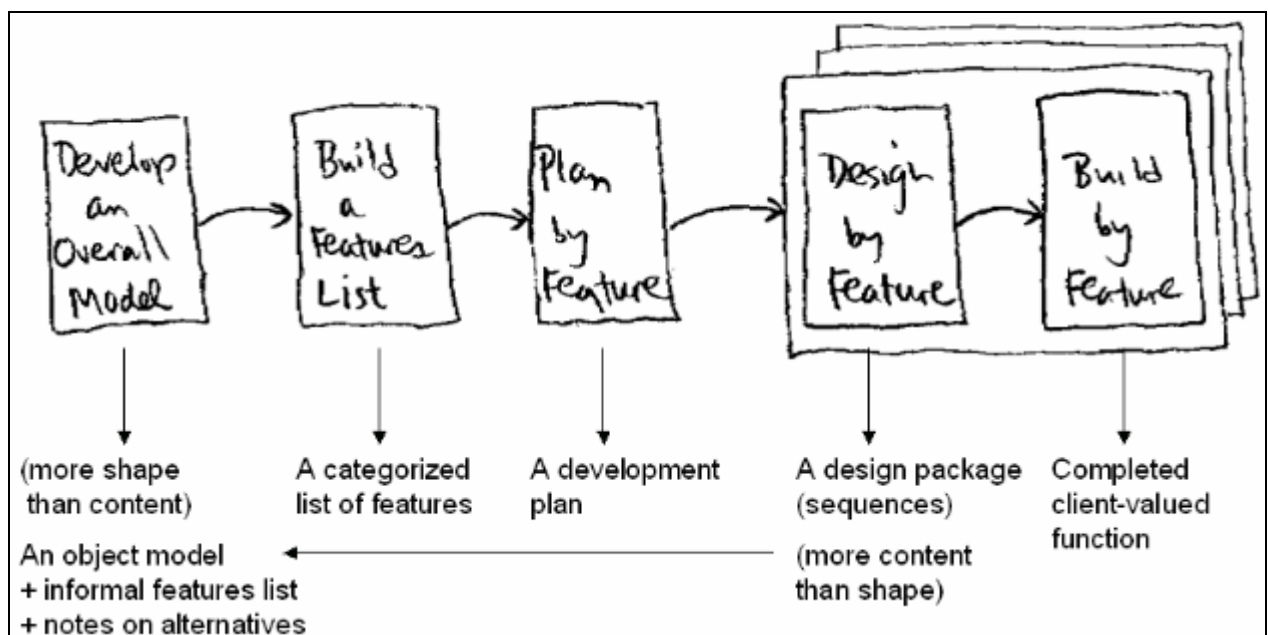 Develop
an
Overall
Model
Build
a
Features
List
Plan
by
Feature
Design
by
Feature
Build
by
Feature
(more shape
than content)
An object model
+ informal features list
+ notes on alternatives
A categorized
list of features
A development
plan
A design package
(sequences)
(more content
than shape)
Completed
client-valued
function